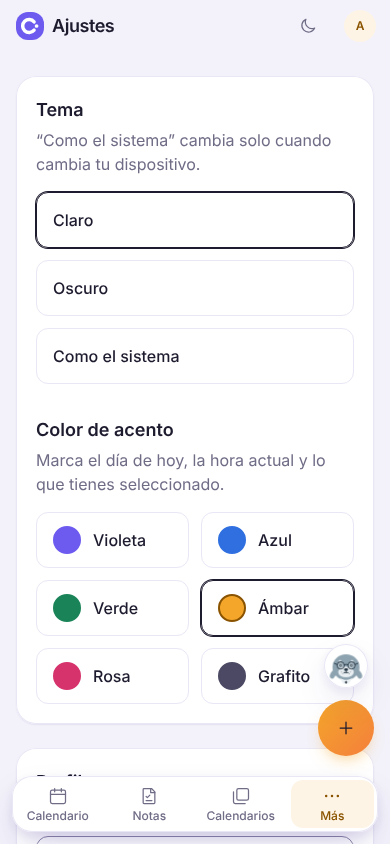 Ajustes
A
Tema
“Como el sistema” cambia solo cuando
cambia tu dispositivo.
Claro
Oscuro
Como el sistema
Color de acento
Marca el día de hoy, la hora actual y lo
que tienes seleccionado.
Violeta
Azul
Verde
Ámbar
Rosa
Grafito
Calendario
Notas
Calendarios
Más